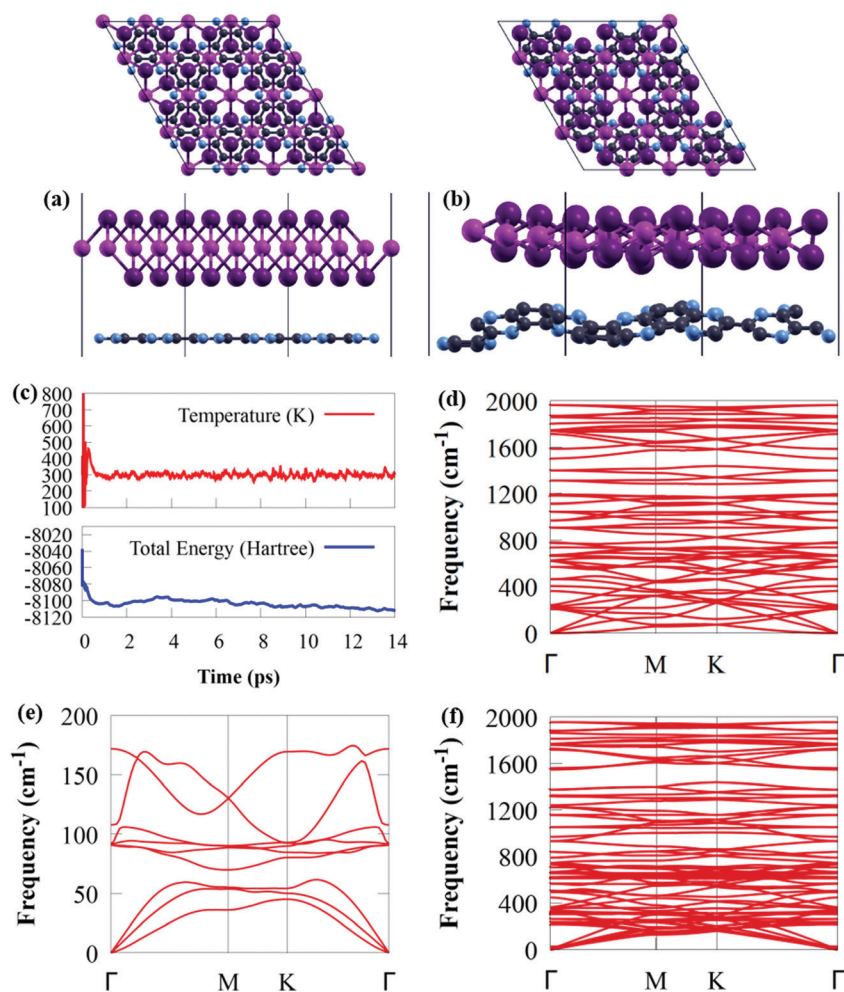 (a)
(b)
(c)
800
700
600
500
400
300
200
100
Temperature (K)
-8020
-8040
-8060
-8080
-8100
-8120
Total Energy (Hartree)
0 2 4 6 8 10 12 14
Time (ps)
(d)
Frequency (cm⁻¹)
2000
1600
1200
800
400
0
Γ M K Γ
(e)
Frequency (cm⁻¹)
200
150
100
50
0
Γ M K Γ
(f)
Frequency (cm⁻¹)
2000
1600
1200
800
400
0
Γ M K Γ